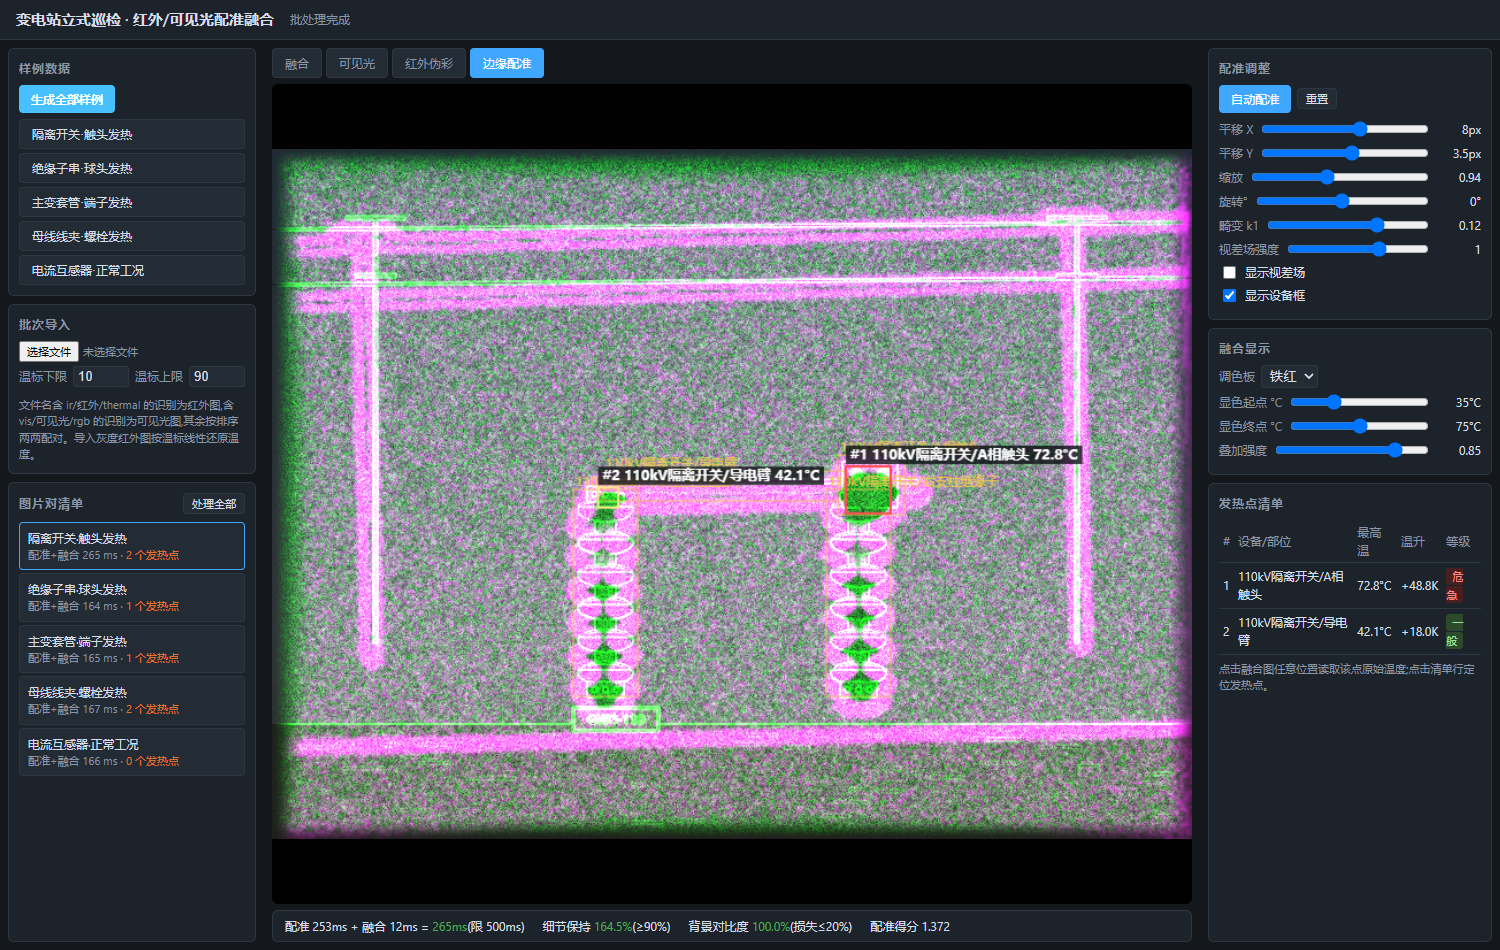 变电站立式巡检 · 红外/可见光配准融合 批处理完成
样例数据
生成全部样例
隔离开关·触头发热
绝缘子串·球头发热
主变套管·端子发热
母线线夹·螺栓发热
电流互感器·正常工况
批次导入
选择文件 未选择文件
温标下限 10 温标上限 90
文件名含 ir/红外/thermal 的识别为红外图,含
vis/可见光/rgb 的识别为可见光图,其余按排序
两两配对。导入灰度红外图按温标线性还原温
度。
图片对清单 处理全部
隔离开关·触头发热
配准+融合 265 ms · 2 个发热点
绝缘子串·球头发热
配准+融合 164 ms · 1 个发热点
主变套管·端子发热
配准+融合 165 ms · 1 个发热点
母线线夹·螺栓发热
配准+融合 167 ms · 2 个发热点
电流互感器·正常工况
配准+融合 166 ms · 0 个发热点
融合 可见光 红外伪彩 边缘配准
#1 110kV隔离开关/A相触头 72.8°C
#2 110kV隔离开关/导电臂 42.1°C
配准 253ms + 融合 12ms = 265ms(限 500ms) 细节保持 164.5%(≥90%) 背景对比度 100.0%(损失≤20%) 配准得分 1.372
配准调整
自动配准 重置
平移 X 8px
平移 Y 3.5px
缩放 0.94
旋转° 0°
畸变 k1 0.12
视差场强度 1
显示视差场
显示设备框
融合显示
调色板 铁红
显色起点 °C 35°C
显色终点 °C 75°C
叠加强度 0.85
发热点清单
# 设备/部位 最高温 温升 等级
1 110kV隔离开关/A相触头 72.8°C +48.8K 危急
2 110kV隔离开关/导电臂 42.1°C +18.0K 一般
点击融合图任意位置读取该点原始温度;点击清单行定
位发热点。